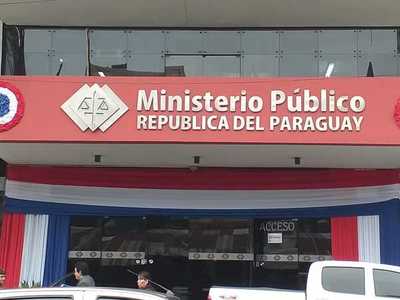 Ministerio Público
REPUBLICA DEL PARAGUAY
ACCESO